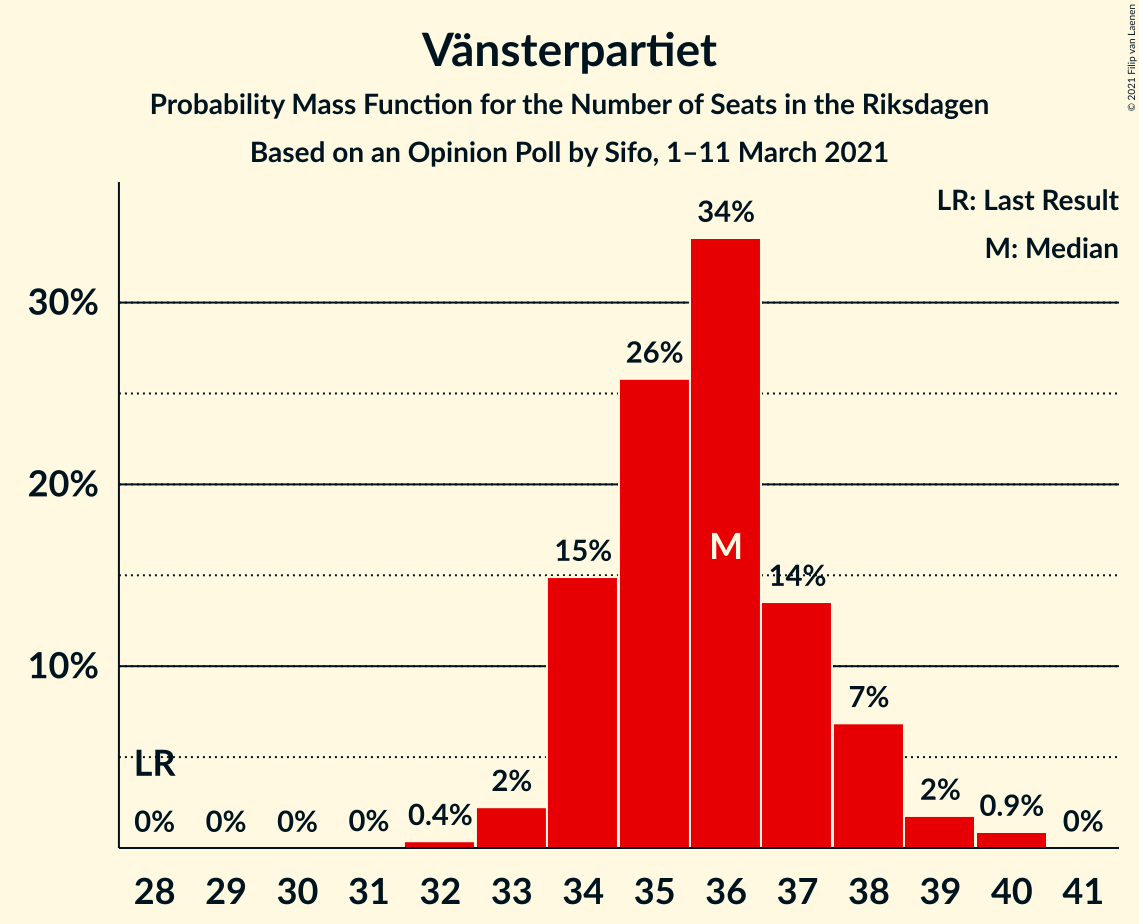 Vänsterpartiet
Probability Mass Function for the Number of Seats in the Riksdagen
Based on an Opinion Poll by Sifo, 1–11 March 2021
© 2021 Filip van Laenen
LR: Last Result
M: Median
34%
30%
26%
20%
M
15%
14%
10%
7%
LR
2%
2%
0.9%
0.4%
0% 0% 0% 0% 0%
28 29 30 31 32 33 34 35 36 37 38 39 40 41